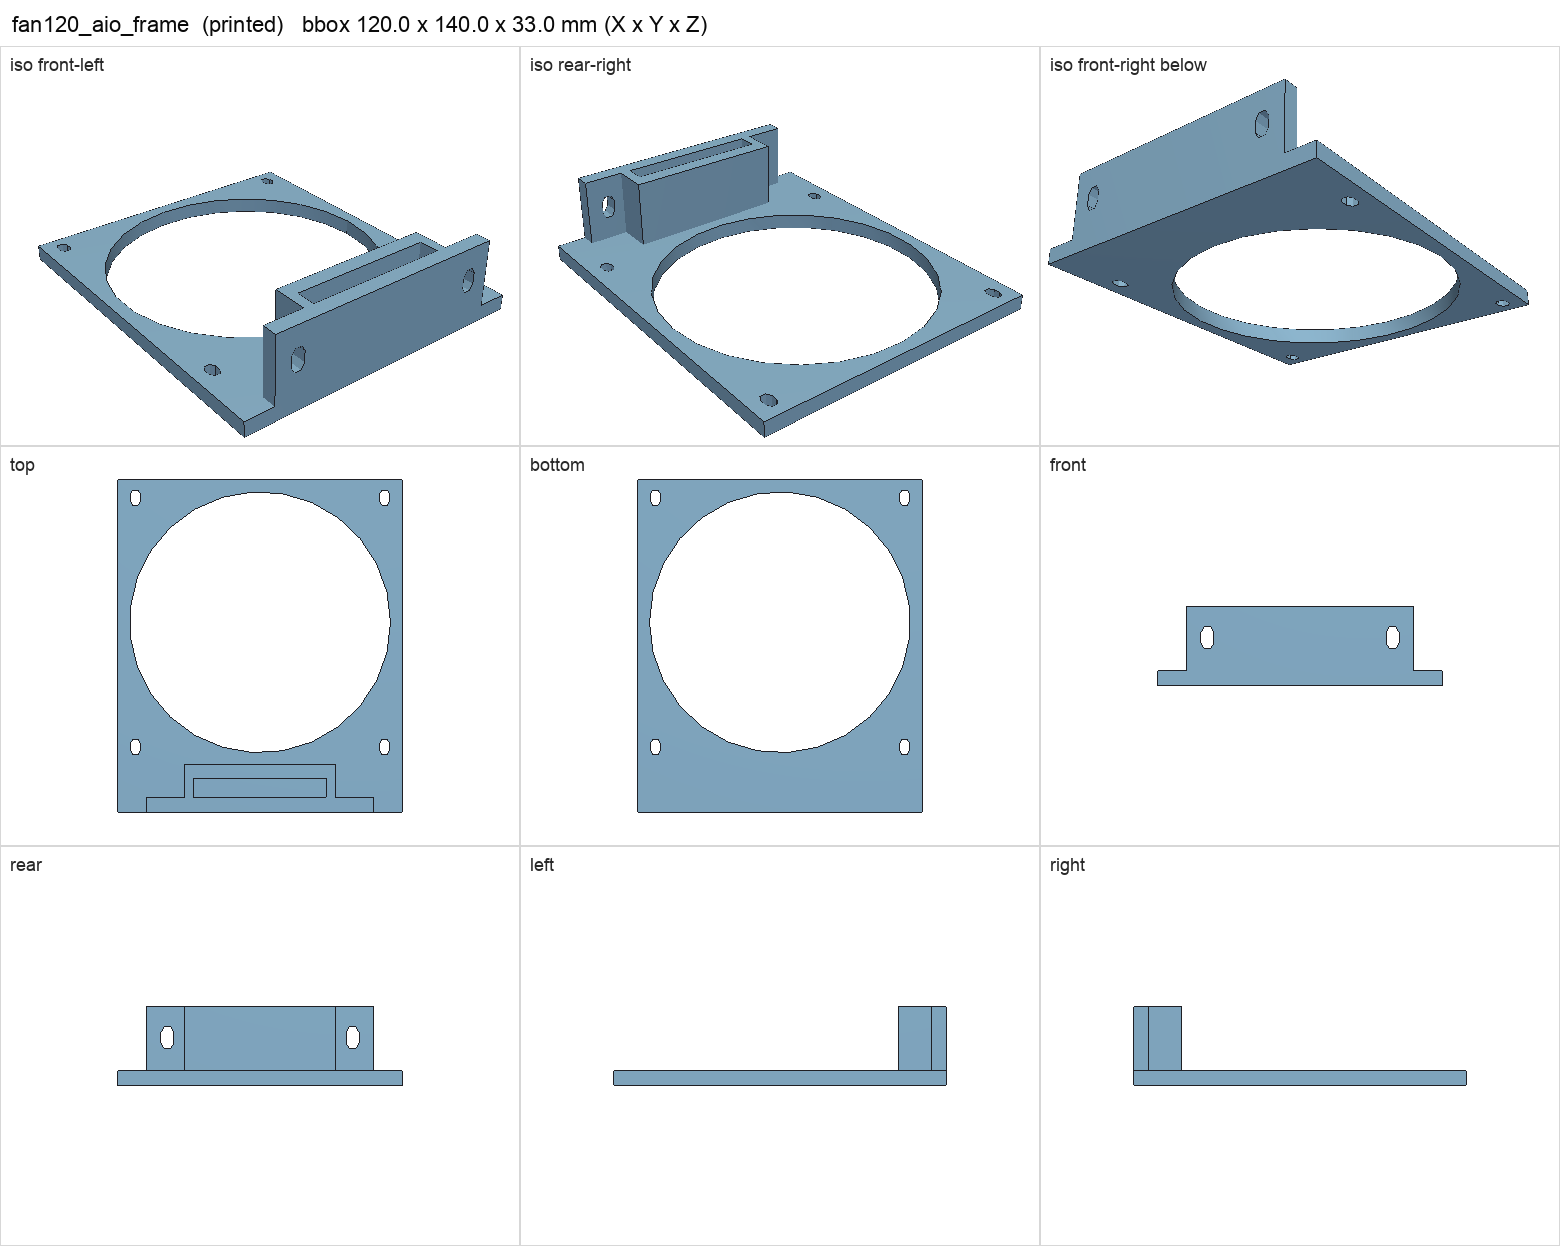 fan120_aio_frame  (printed)   bbox 120.0 x 140.0 x 33.0 mm (X x Y x Z)
iso front-left
iso rear-right
iso front-right below
top
bottom
front
rear
left
right